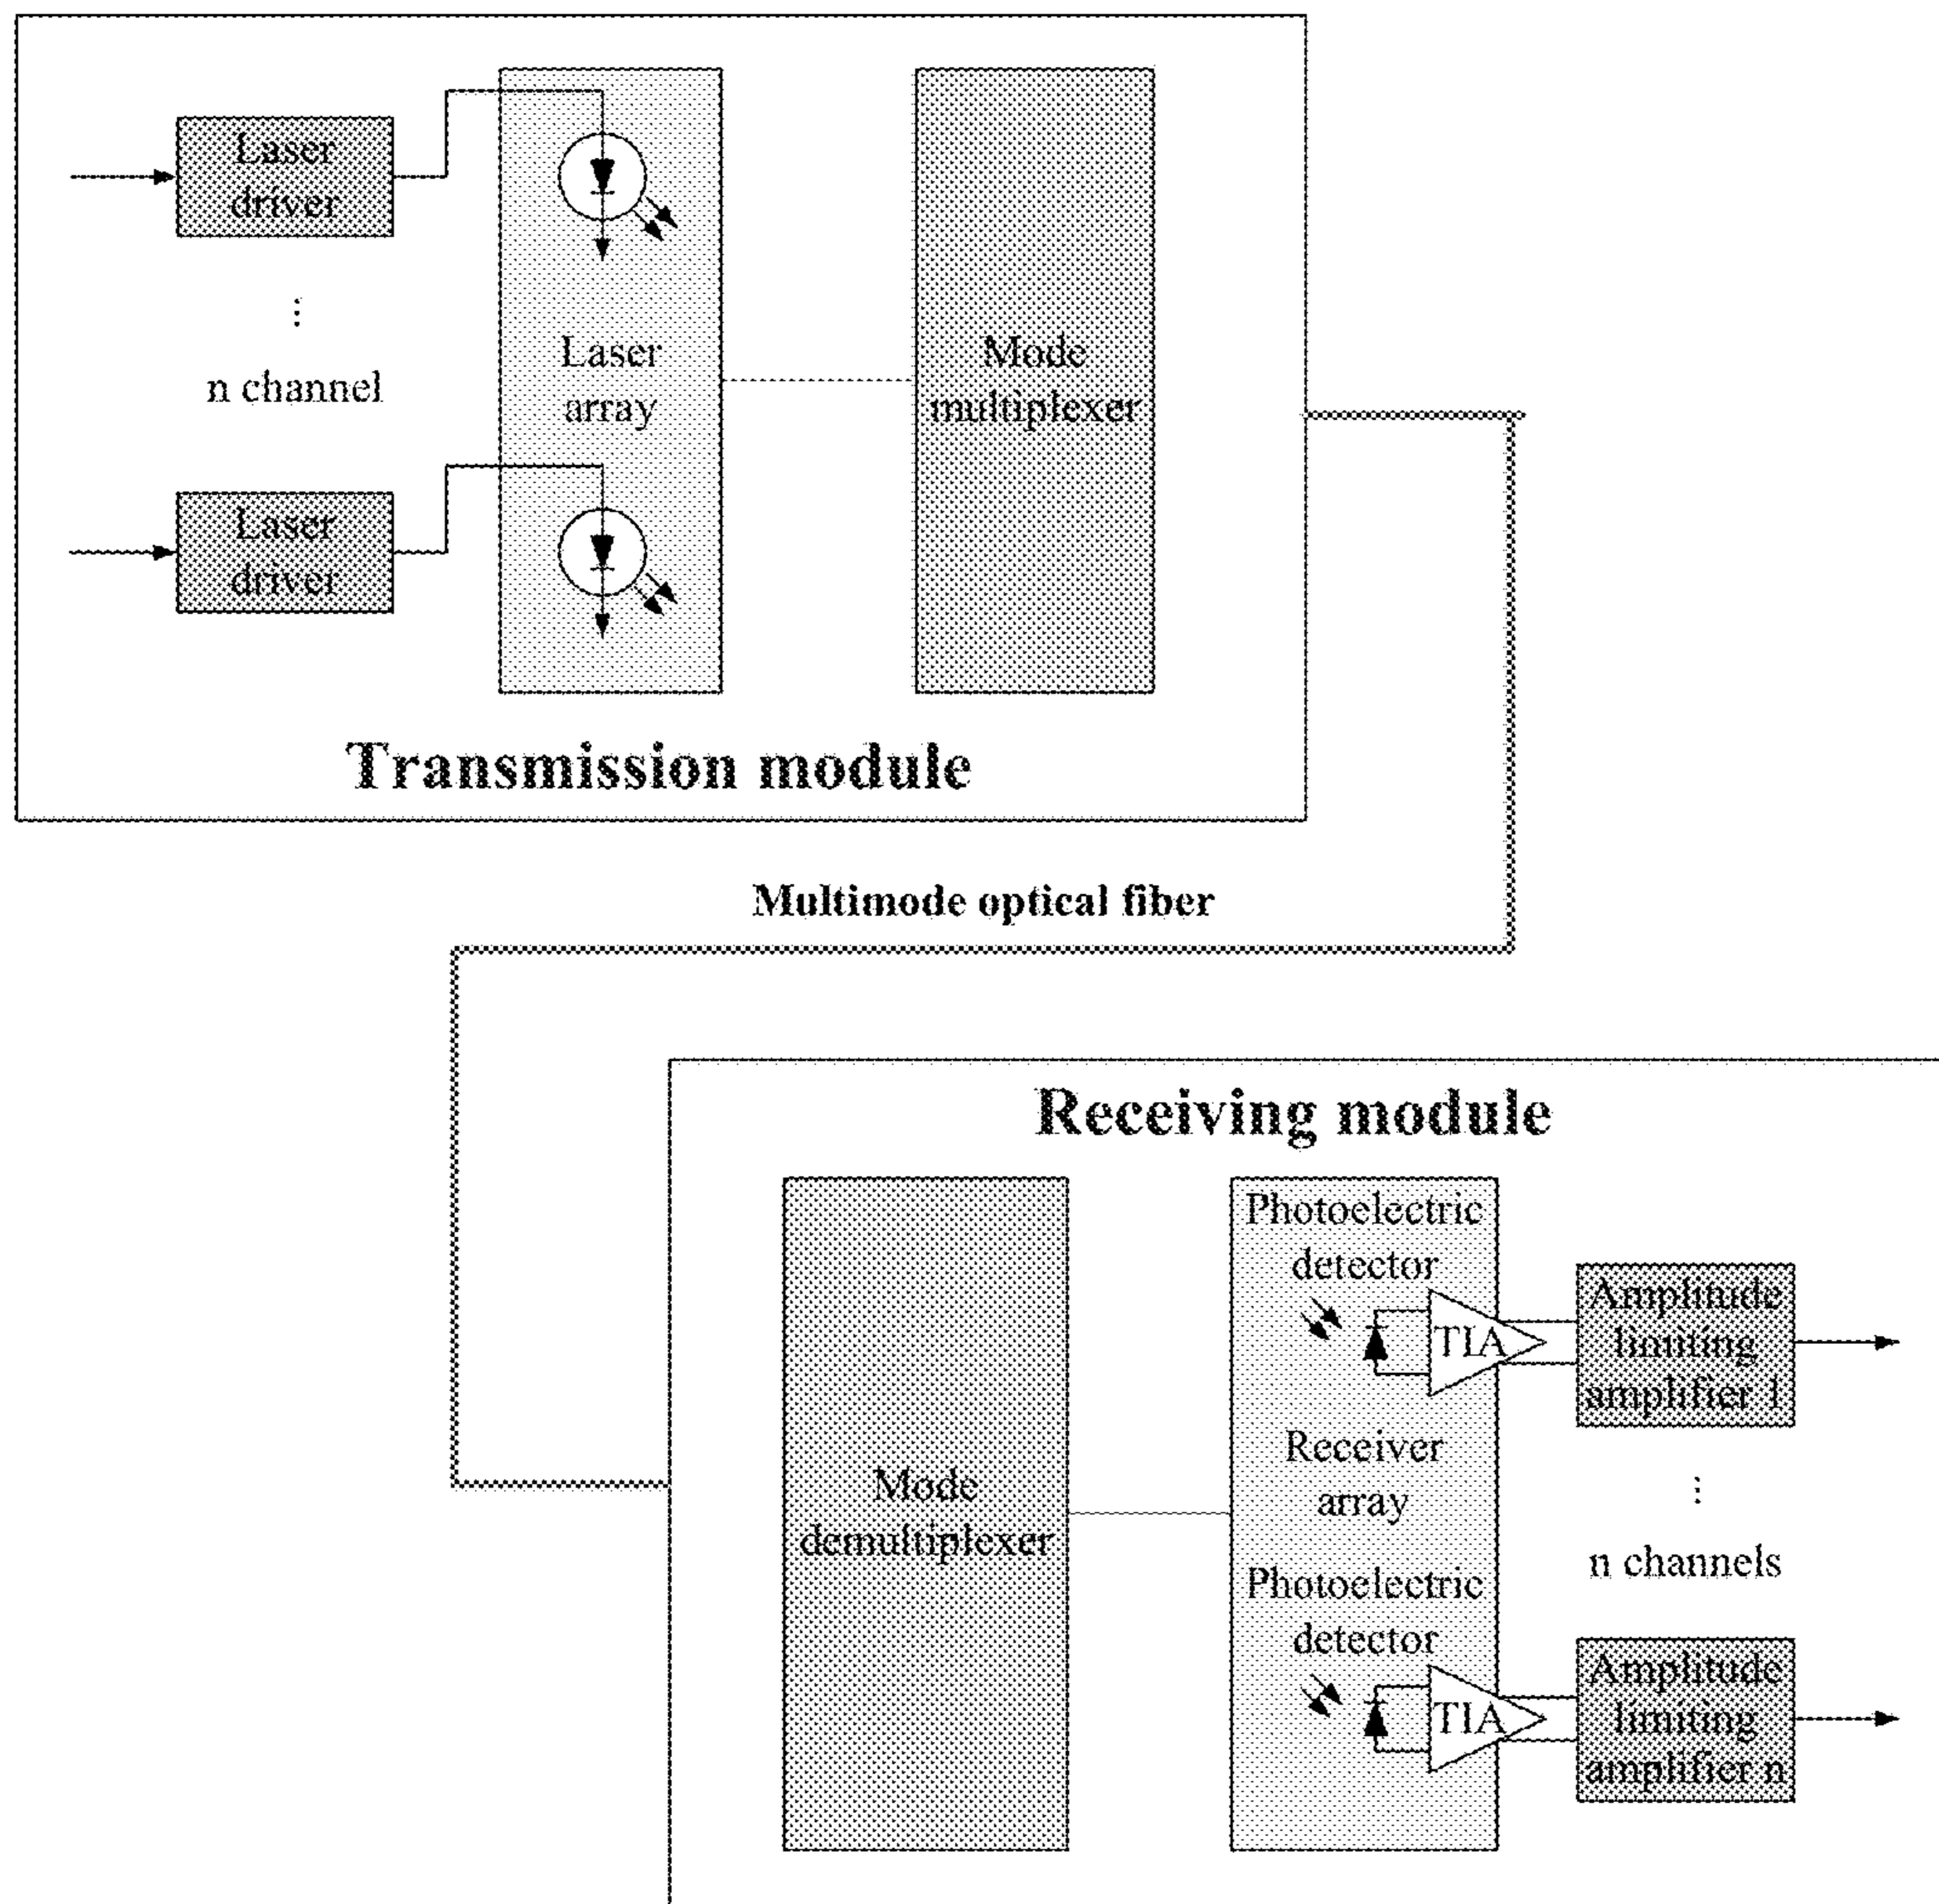 Laser
driver
⋮
n channel
Laser
driver
Laser
array
Mode
multiplexer
Transmission module
Multimode optical fiber
Receiving module
Mode
demultiplexer
Photoelectric
detector
TIA
Receiver
array
Photoelectric
detector
TIA
Amplitude
limiting
amplifier 1
⋮
n channels
Amplitude
limiting
amplifier n